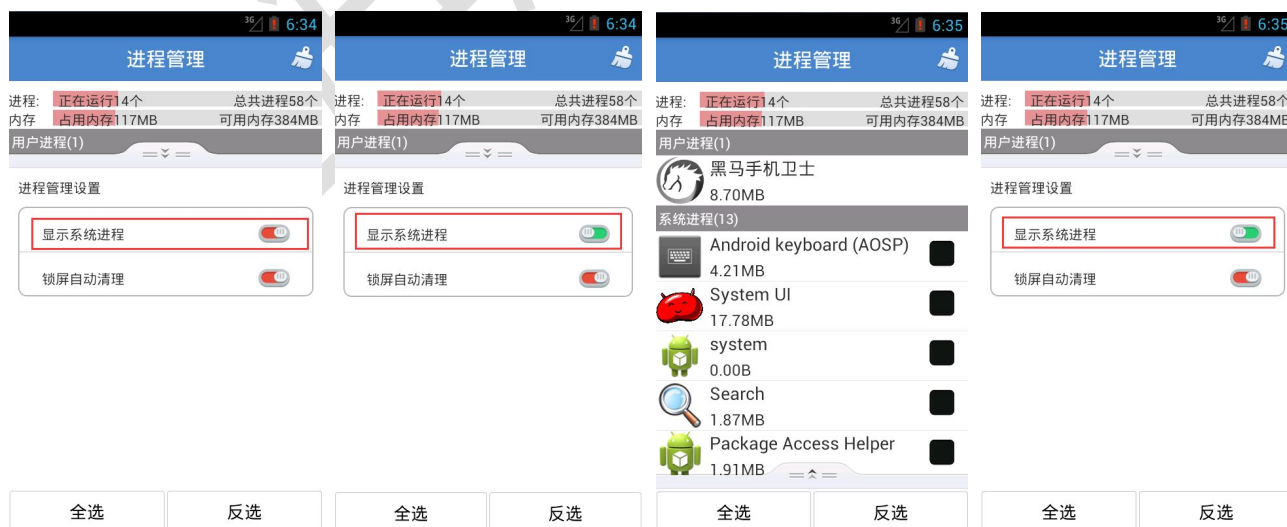 3G 6:34
进程管理
进程: 正在运行14个 总共进程58个
内存 占用内存117MB 可用内存384MB
用户进程(1)
进程管理设置
显示系统进程
锁屏自动清理
全选 反选
3G 6:34
进程管理
进程: 正在运行14个 总共进程58个
内存 占用内存117MB 可用内存384MB
用户进程(1)
进程管理设置
显示系统进程
锁屏自动清理
全选 反选
3G 6:35
进程管理
进程: 正在运行14个 总共进程58个
内存 占用内存117MB 可用内存384MB
用户进程(1)
黑马手机卫士
8.70MB
系统进程(13)
Android keyboard (AOSP)
4.21MB
System UI
17.78MB
system
0.00B
Search
1.87MB
Package Access Helper
1.91MB
全选 反选
3G 6:35
进程管理
进程: 正在运行14个 总共进程58个
内存 占用内存117MB 可用内存384MB
用户进程(1)
进程管理设置
显示系统进程
锁屏自动清理
全选 反选